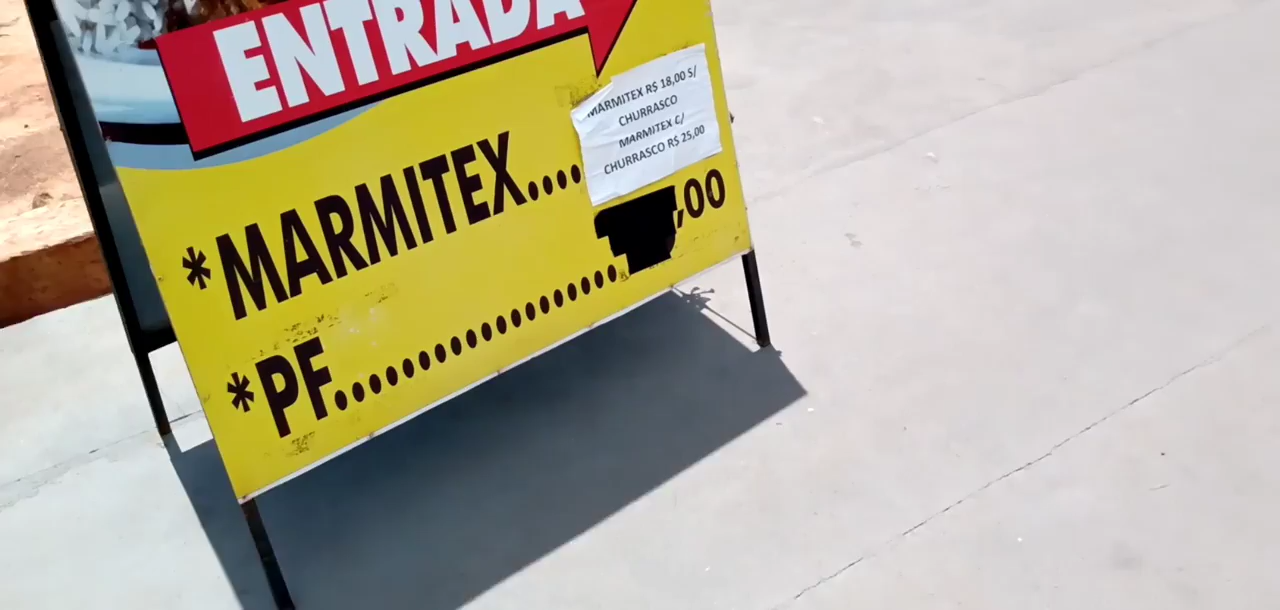 ENTRADA
MARMITEX R$ 18,00 S/
CHURRASCO
MARMITEX C/
CHURRASCO R$ 25,00
*MARMITEX....
*PF....................,00